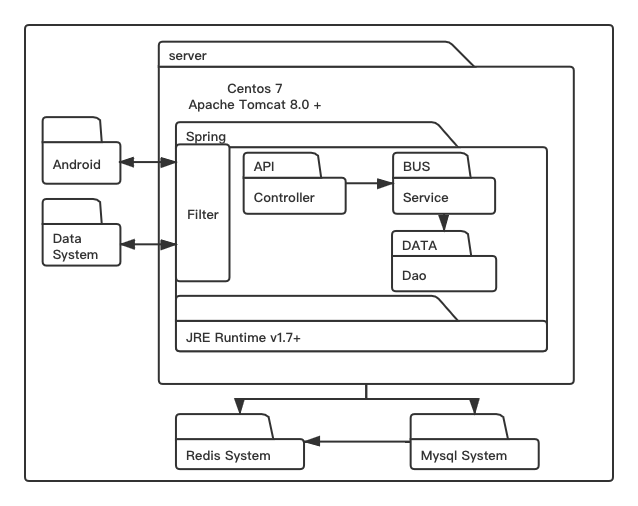 server
Centos 7
Apache Tomcat 8.0 +
Spring
Android
Filter
API
Controller
BUS
Service
Data
System
DATA
Dao
JRE Runtime v1.7+
Redis System
Mysql System